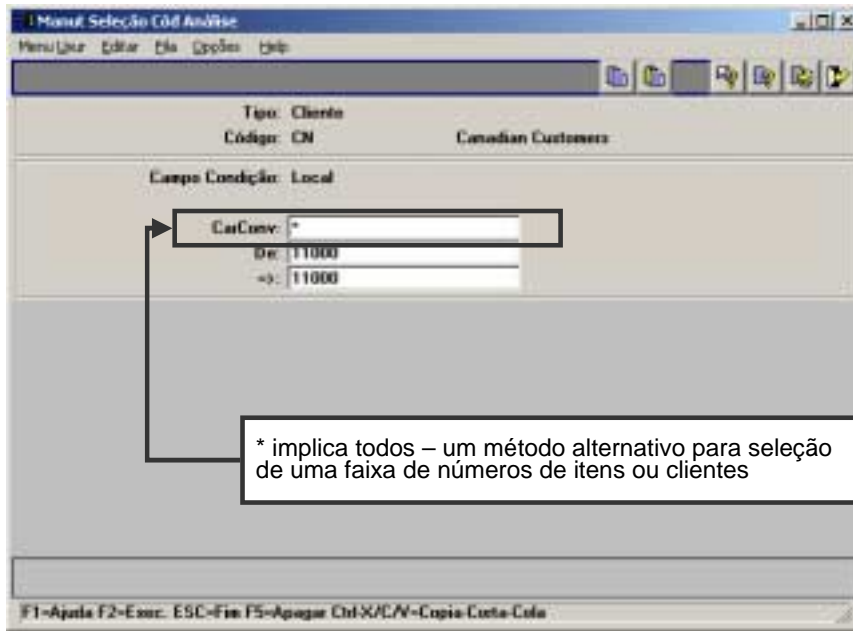 Manut Seleção Cód Análise
Menu Usur Editar Fila Opções Help
Tipo: Cliente
Código: CN Canadian Customers
Campo Condição: Local
CarConv: *
De: 11000
=>: 11000
* implica todos – um método alternativo para seleção
de uma faixa de números de itens ou clientes
F1=Ajuda F2=Exec. ESC=Fim F5=Apagar Ctrl-X/C/V=Copia-Corta-Cola